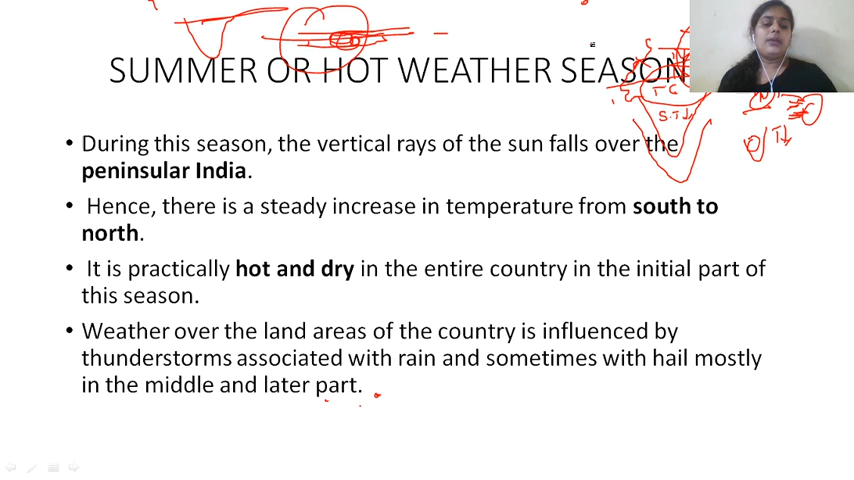 SUMMER OR HOT WEATHER SEASON
• During this season, the vertical rays of the sun falls over the
peninsular India.
• Hence, there is a steady increase in temperature from south to
north.
• It is practically hot and dry in the entire country in the initial part of
this season.
• Weather over the land areas of the country is influenced by
thunderstorms associated with rain and sometimes with hail mostly
in the middle and later part.